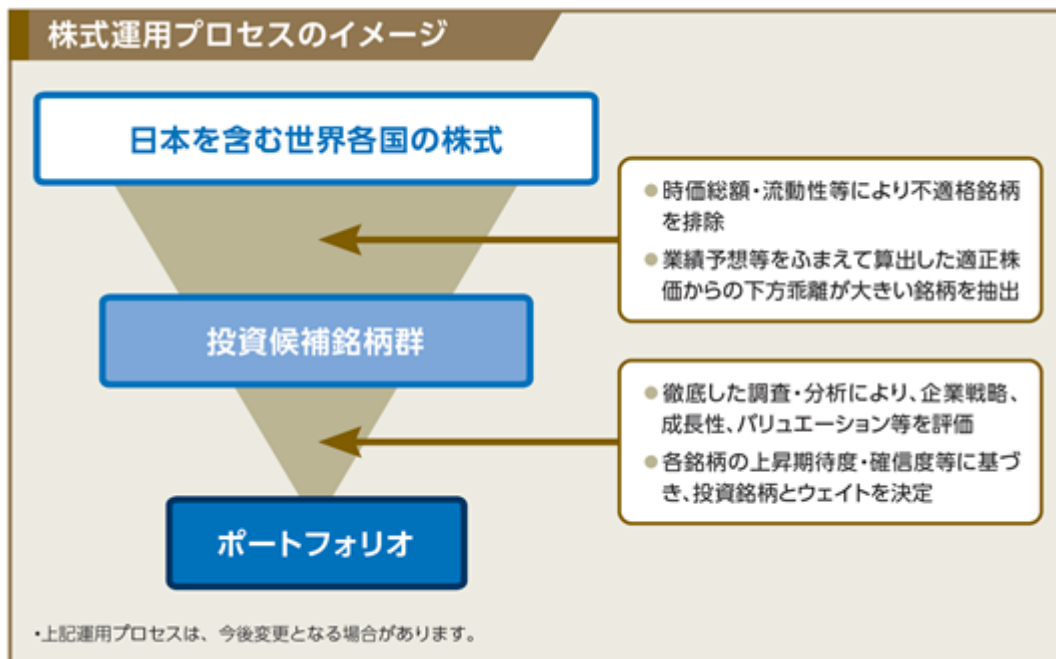 株式運用プロセスのイメージ
日本を含む世界各国の株式
●時価総額・流動性等により不適格銘柄
を排除
●業績予想等をふまえて算出した適正株
価からの下方乖離が大きい銘柄を抽出
投資候補銘柄群
●徹底した調査・分析により、企業戦略、
成長性、バリュエーション等を評価
●各銘柄の上昇期待度・確信度等に基づ
き、投資銘柄とウェイトを決定
ポートフォリオ
・上記運用プロセスは、今後変更となる場合があります。